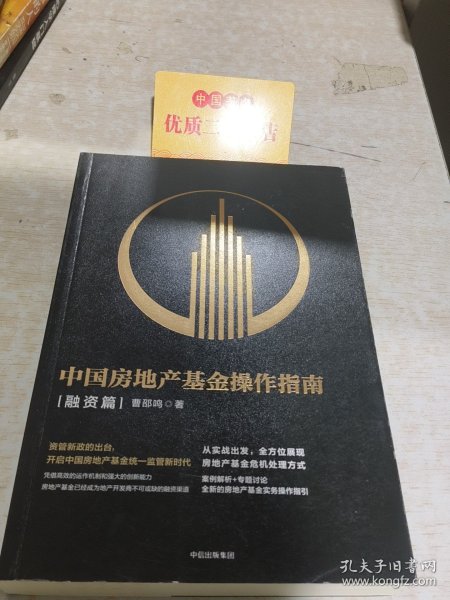 中国
优质三
店
中国房地产基金操作指南
[融资篇] 曹邵鸣◇著
资管新政的出台，
开启中国房地产基金统一监管新时代
凭借高效的运作机制和强大的创新能力
房地产基金已经成为地产开发商不可或缺的融资渠道
从实战出发，全方位展现
房地产基金危机处理方式
案例解析+专题讨论
全新的房地产基金实务操作指引
中信出版集团
孔夫子旧书网
www.kongfz.com